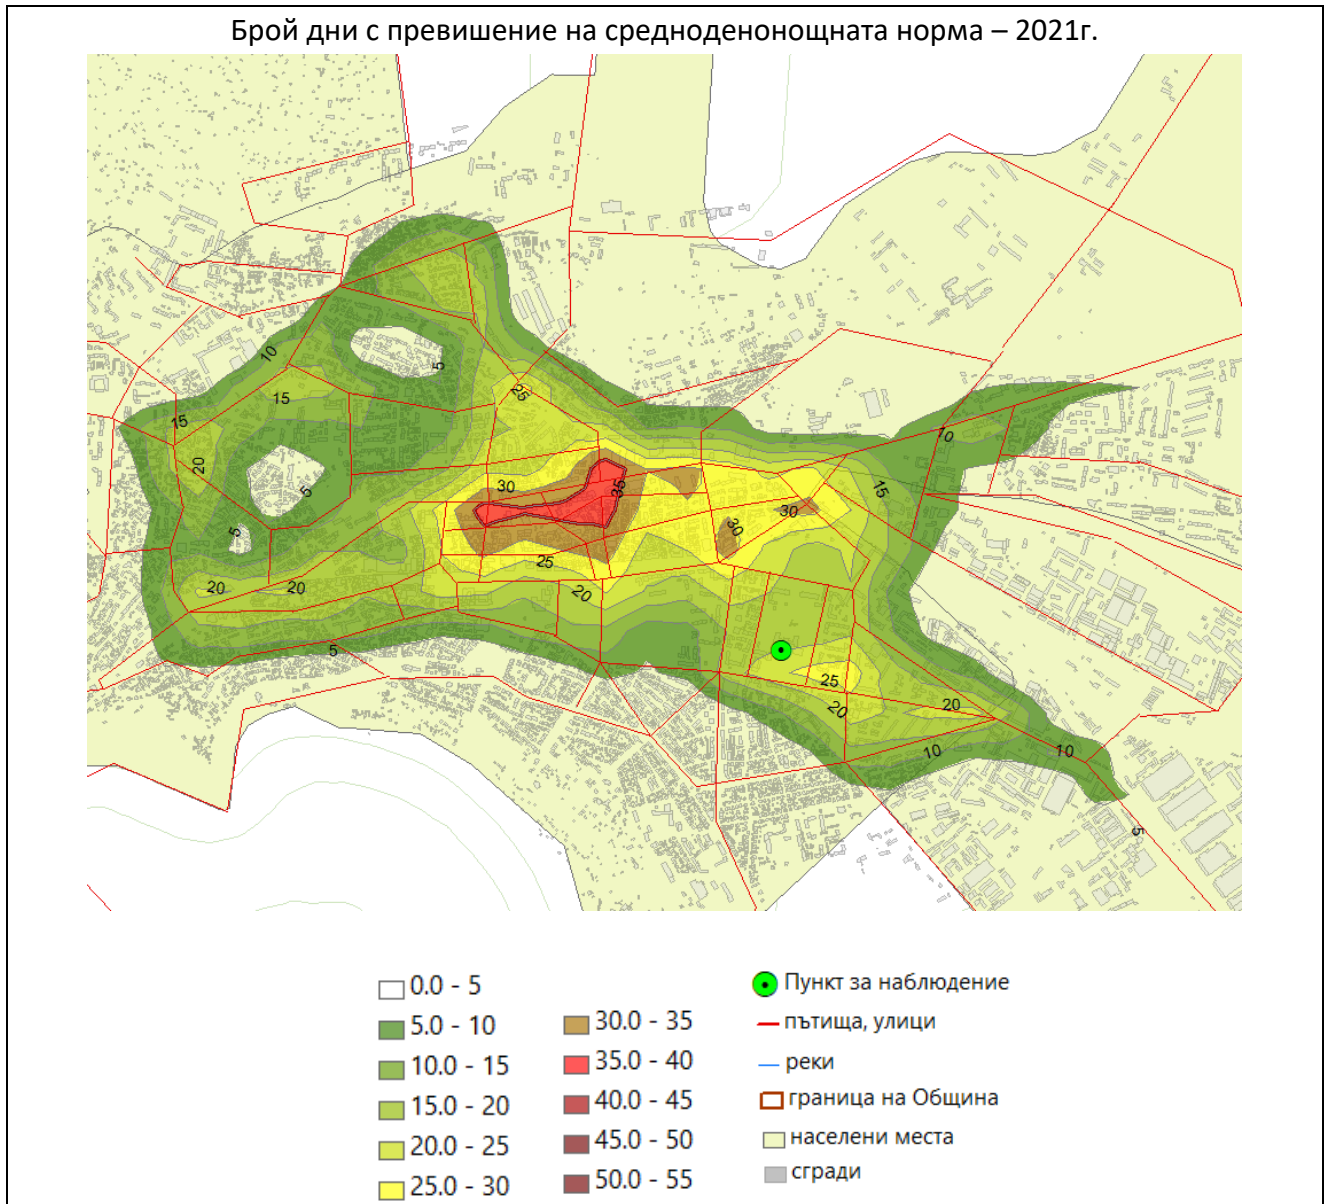 Брой дни с превишение на средноденонощната норма – 2021г.
10
5
15
25
15
20
5
5
30
35
30
30
15
10
25
20
20
20
5
25
20
20
10
10
5
0.0 - 5
5.0 - 10
10.0 - 15
15.0 - 20
20.0 - 25
25.0 - 30
30.0 - 35
35.0 - 40
40.0 - 45
45.0 - 50
50.0 - 55
Пункт за наблюдение
пътища, улици
реки
граница на Община
населени места
сгради